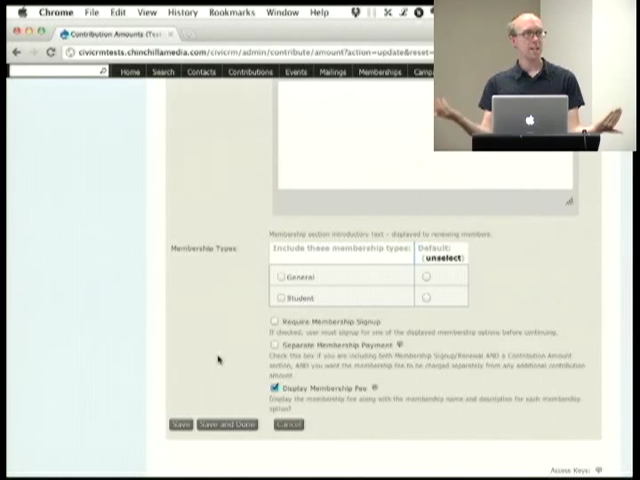 Chrome File Edit View History Bookmarks Window Help
Contribution Amounts (Test
civicrmtests.chinchillamedia.com/civicrm/admin/contribute/amount?action=update&reset=
Home Search Contacts Contributions Events Mailings Memberships Camp
Membership section introductory text - displayed to renewing members.
Membership Types:
Include these membership types: Default:
(unselect)
General
Student
Require Membership Signup
If checked, user must signup for one of the displayed membership options before continuing.
Separate Membership Payment
Check this box if you are including both Membership Signup/Renewal AND a Contribution Amount
section, AND you want the membership fee to be charged separately from any additional contribution
amount.
Display Membership Fee
Display the membership fee along with the membership name and description for each membership
option?
Save Save and Done Cancel
Access Keys: